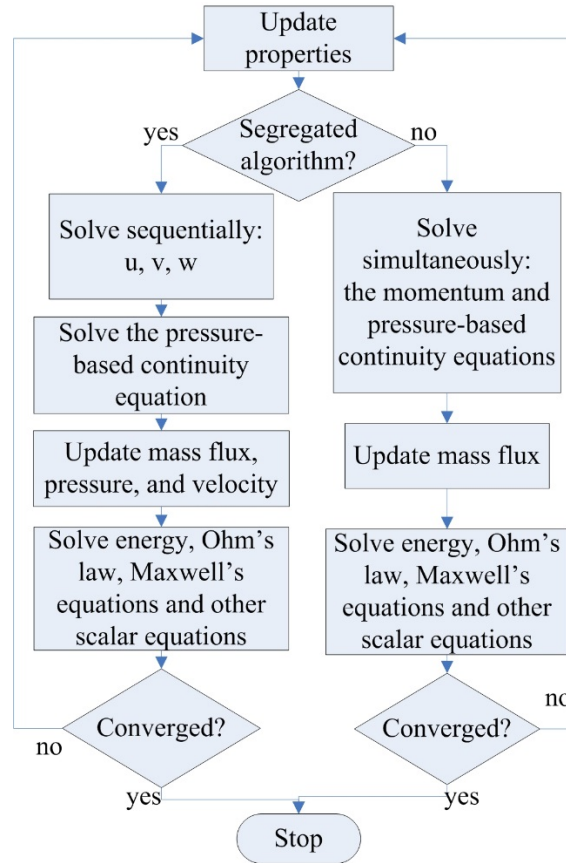 Update
properties
yes
Segregated
algorithm?
no
Solve sequentially:
u, v, w
Solve the pressure-
based continuity
equation
Update mass flux,
pressure, and velocity
Solve energy, Ohm's
law, Maxwell's
equations and other
scalar equations
Converged?
no
yes
Solve
simultaneously:
the momentum and
pressure-based
continuity equations
Update mass flux
Solve energy, Ohm's
law, Maxwell's
equations and other
scalar equations
Converged?
no
yes
Stop